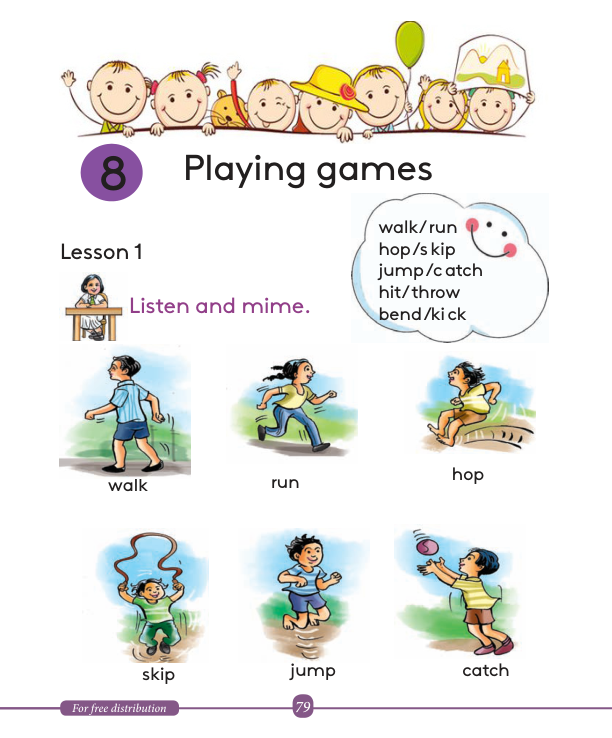 8
Playing games
walk/run
hop/skip
jump/catch
hit/throw
bend/kick
Lesson 1
Listen and mime.
walk
run
hop
skip
jump
catch
For free distribution
79